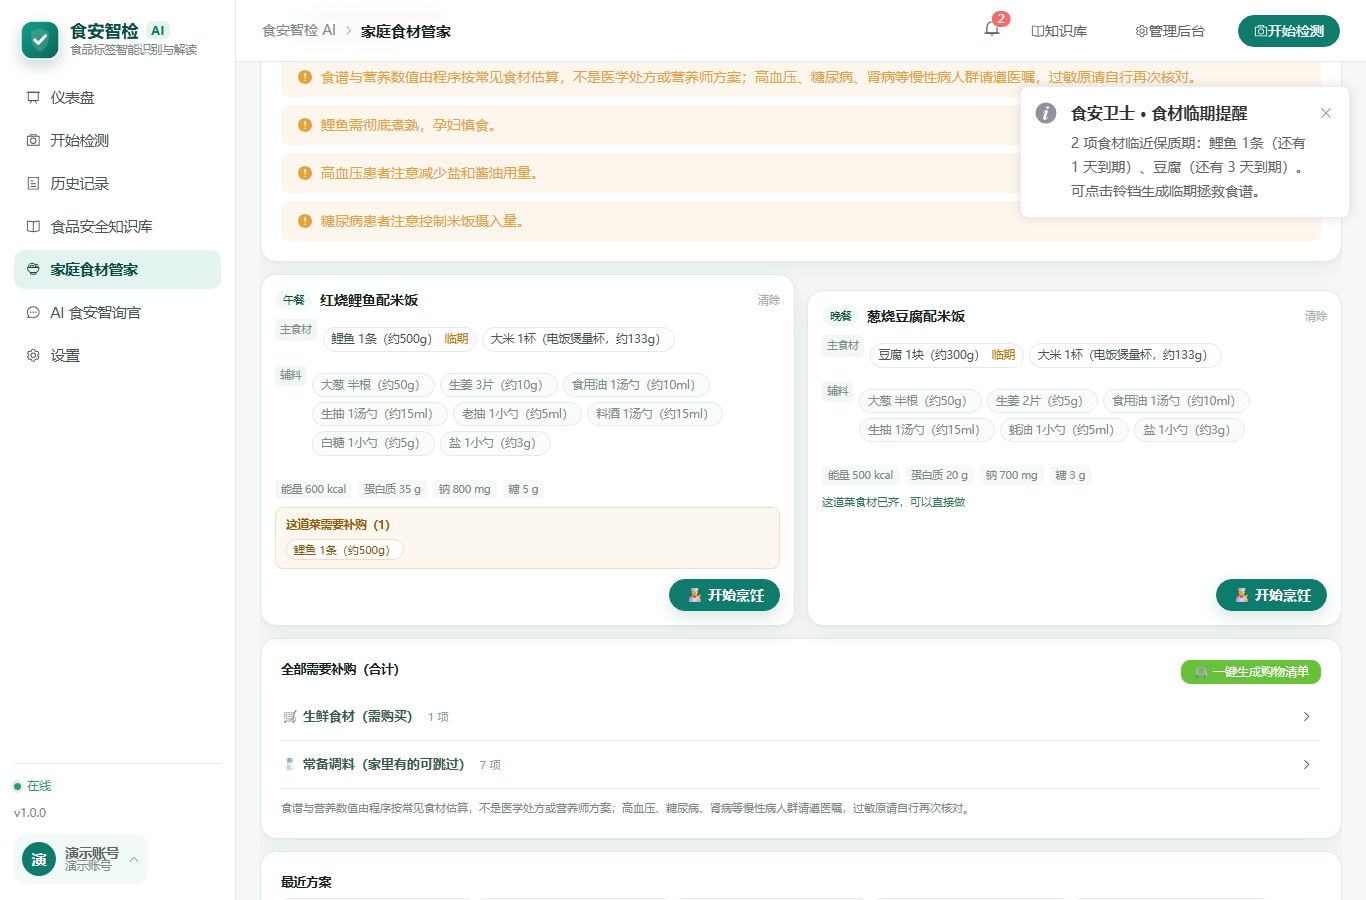 食安智检 AI
食品标签智能识别与解读
仪表盘
开始检测
历史记录
食品安全知识库
家庭食材管家
AI 食安智询官
设置
在线
v1.0.0
演
演示账号
演示账号
食安智检 AI > 家庭食材管家
2
知识库
管理后台
开始检测
食谱与营养数值由程序按常见食材估算，不是医学处方或营养师方案；高血压、糖尿病、肾病等慢性病人群请遵医嘱，过敏原请自行再次核对。
鲤鱼需彻底煮熟，孕妇慎食。
高血压患者注意减少盐和酱油用量。
糖尿病患者注意控制米饭摄入量。
食安卫士 • 食材临期提醒
2 项食材临近保质期：鲤鱼 1条（还有
1 天到期）、豆腐（还有 3 天到期）。
可点击铃铛生成临期拯救食谱。
午餐 红烧鲤鱼配米饭 清除
主食材 鲤鱼 1条（约500g） 临期 大米 1杯（电饭煲量杯，约133g）
辅料 大葱 半根（约50g） 生姜 3片（约10g） 食用油 1汤勺（约10ml）
生抽 1汤勺（约15ml） 老抽 1小勺（约5ml） 料酒 1汤勺（约15ml）
白糖 1小勺（约5g） 盐 1小勺（约3g）
能量 600 kcal 蛋白质 35 g 钠 800 mg 糖 5 g
这道菜需要补购（1）
鲤鱼 1条（约500g）
开始烹饪
晚餐 葱烧豆腐配米饭 清除
主食材 豆腐 1块（约300g） 临期 大米 1杯（电饭煲量杯，约133g）
辅料 大葱 半根（约50g） 生姜 2片（约5g） 食用油 1汤勺（约10ml）
生抽 1汤勺（约15ml） 蚝油 1小勺（约5ml） 盐 1小勺（约3g）
能量 500 kcal 蛋白质 20 g 钠 700 mg 糖 3 g
这道菜食材已齐，可以直接做
开始烹饪
全部需要补购（合计） 一键生成购物清单
生鲜食材（需购买） 1 项
常备调料（家里有的可跳过） 7 项
食谱与营养数值由程序按常见食材估算，不是医学处方或营养师方案；高血压、糖尿病、肾病等慢性病人群请遵医嘱，过敏原请自行再次核对。
最近方案